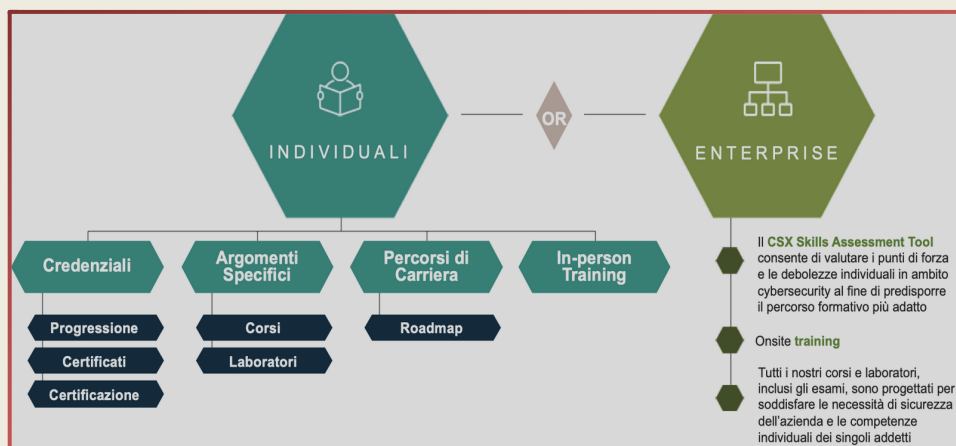 INDIVIDUALI
OR
ENTERPRISE
Credenziali
Argomenti
Specifici
Percorsi di
Carriera
In-person
Training
Progressione
Certificati
Certificazione
Corsi
Laboratori
Roadmap
Il CSX Skills Assessment Tool
consente di valutare i punti di forza
e le debolezze individuali in ambito
cybersecurity al fine di predisporre
il percorso formativo più adatto
Onsite training
Tutti i nostri corsi e laboratori,
inclusi gli esami, sono progettati per
soddisfare le necessità di sicurezza
dell'azienda e le competenze
individuali dei singoli addetti